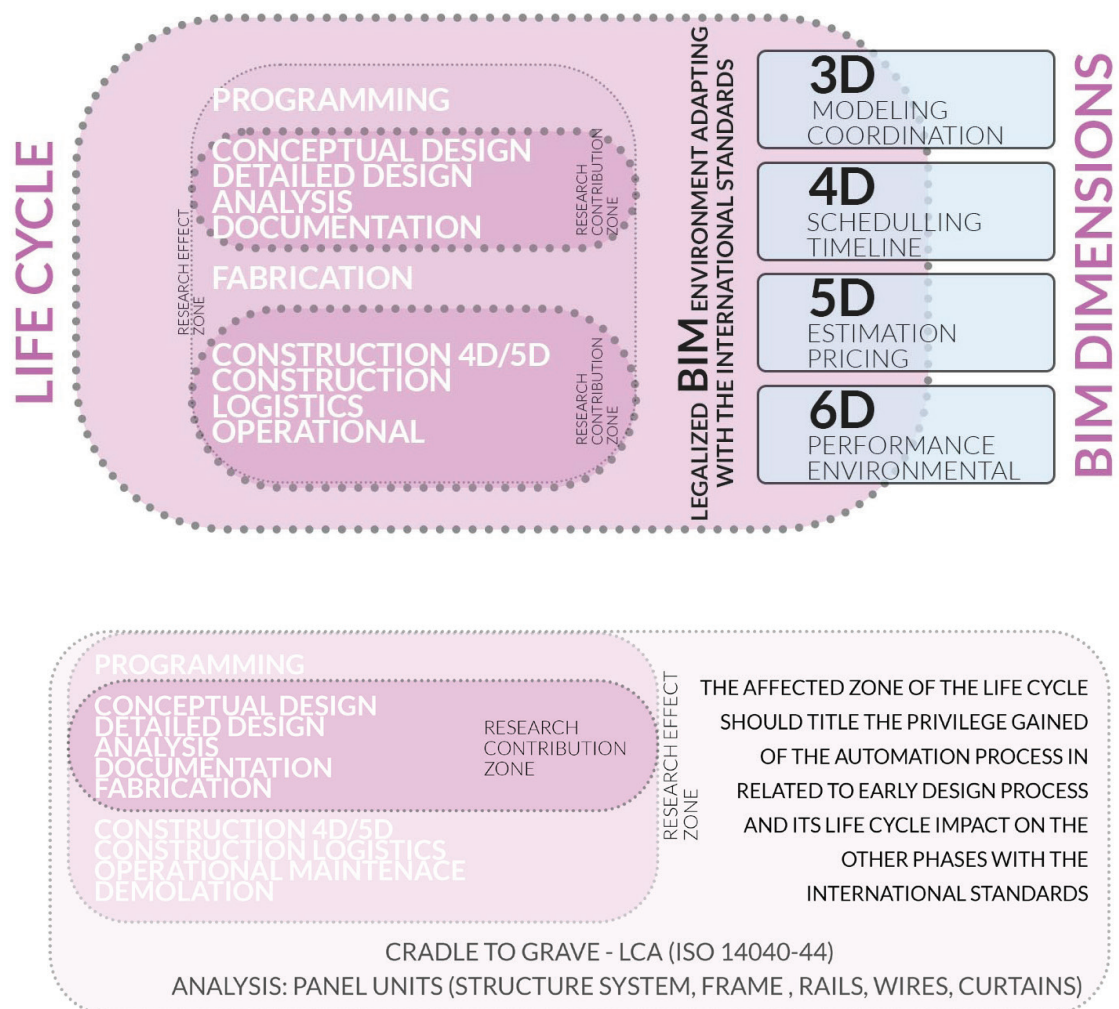 LIFE CYCLE
PROGRAMMING
CONCEPTUAL DESIGN
DETAILED DESIGN
ANALYSIS
DOCUMENTATION
RESEARCH
CONTRIBUTION
ZONE
FABRICATION
RESEARCH EFFECT
ZONE
CONSTRUCTION 4D/5D
CONSTRUCTION
LOGISTICS
OPERATIONAL
RESEARCH
CONTRIBUTION
ZONE
LEGALIZED BIM ENVIRONMENT ADAPTING
WITH THE INTERNATIONAL STANDARDS
3D
MODELING
COORDINATION
4D
SCHEDULLING
TIMELINE
5D
ESTIMATION
PRICING
6D
PERFORMANCE
ENVIRONMENTAL
BIM DIMENSIONS
PROGRAMMING
CONCEPTUAL DESIGN
DETAILED DESIGN
ANALYSIS
DOCUMENTATION
FABRICATION
RESEARCH
CONTRIBUTION
ZONE
CONSTRUCTION 4D/5D
CONSTRUCTION LOGISTICS
OPERATIONAL MAINTENACE
DEMOLATION
RESEARCH EFFECT
ZONE
THE AFFECTED ZONE OF THE LIFE CYCLE
SHOULD TITLE THE PRIVILEGE GAINED
OF THE AUTOMATION PROCESS IN
RELATED TO EARLY DESIGN PROCESS
AND ITS LIFE CYCLE IMPACT ON THE
OTHER PHASES WITH THE
INTERNATIONAL STANDARDS
CRADLE TO GRAVE - LCA (ISO 14040-44)
ANALYSIS: PANEL UNITS (STRUCTURE SYSTEM, FRAME , RAILS, WIRES, CURTAINS)